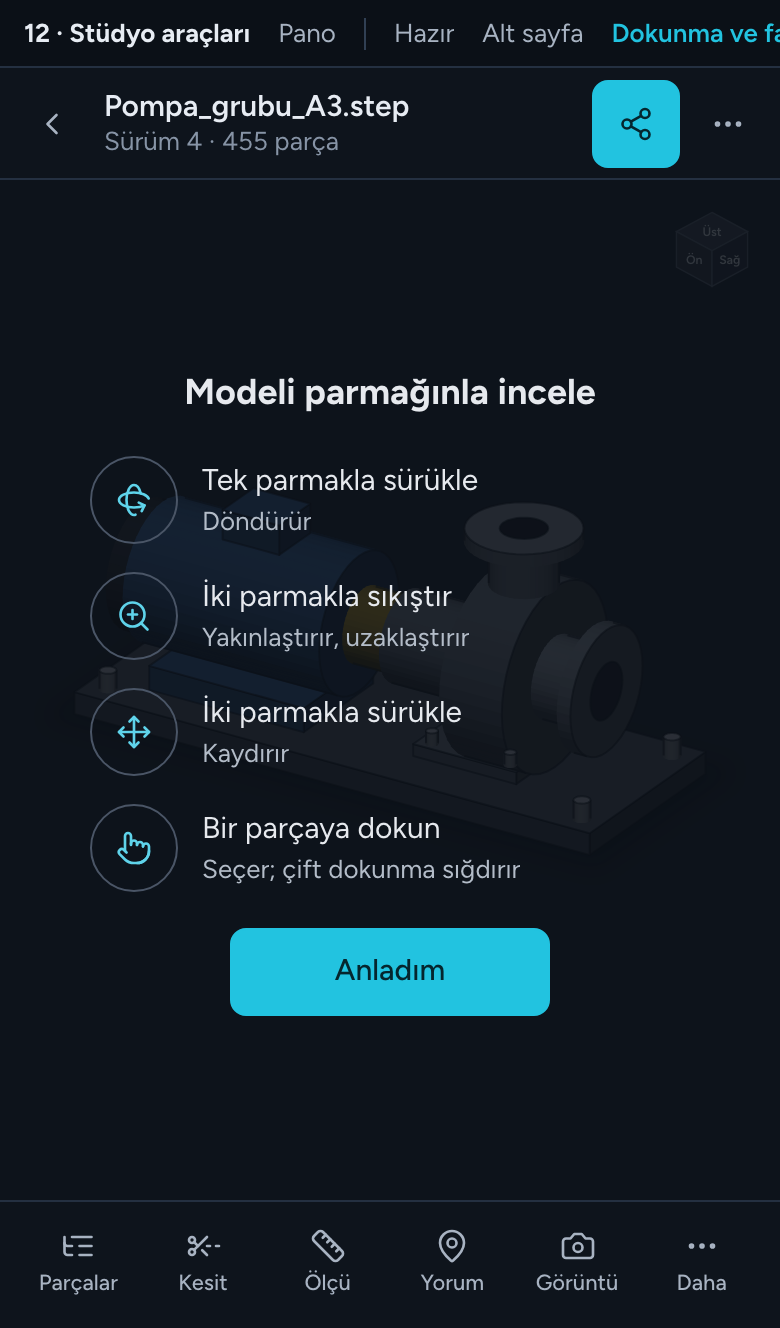 12 · Stüdyo araçları Pano Hazır Alt sayfa Dokunma ve fa
Pompa_grubu_A3.step
Sürüm 4 · 455 parça
Üst
Ön Sağ
Modeli parmağınla incele
Tek parmakla sürükle
Döndürür
İki parmakla sıkıştır
Yakınlaştırır, uzaklaştırır
İki parmakla sürükle
Kaydırır
Bir parçaya dokun
Seçer; çift dokunma sığdırır
Anladım
Parçalar Kesit Ölçü Yorum Görüntü Daha